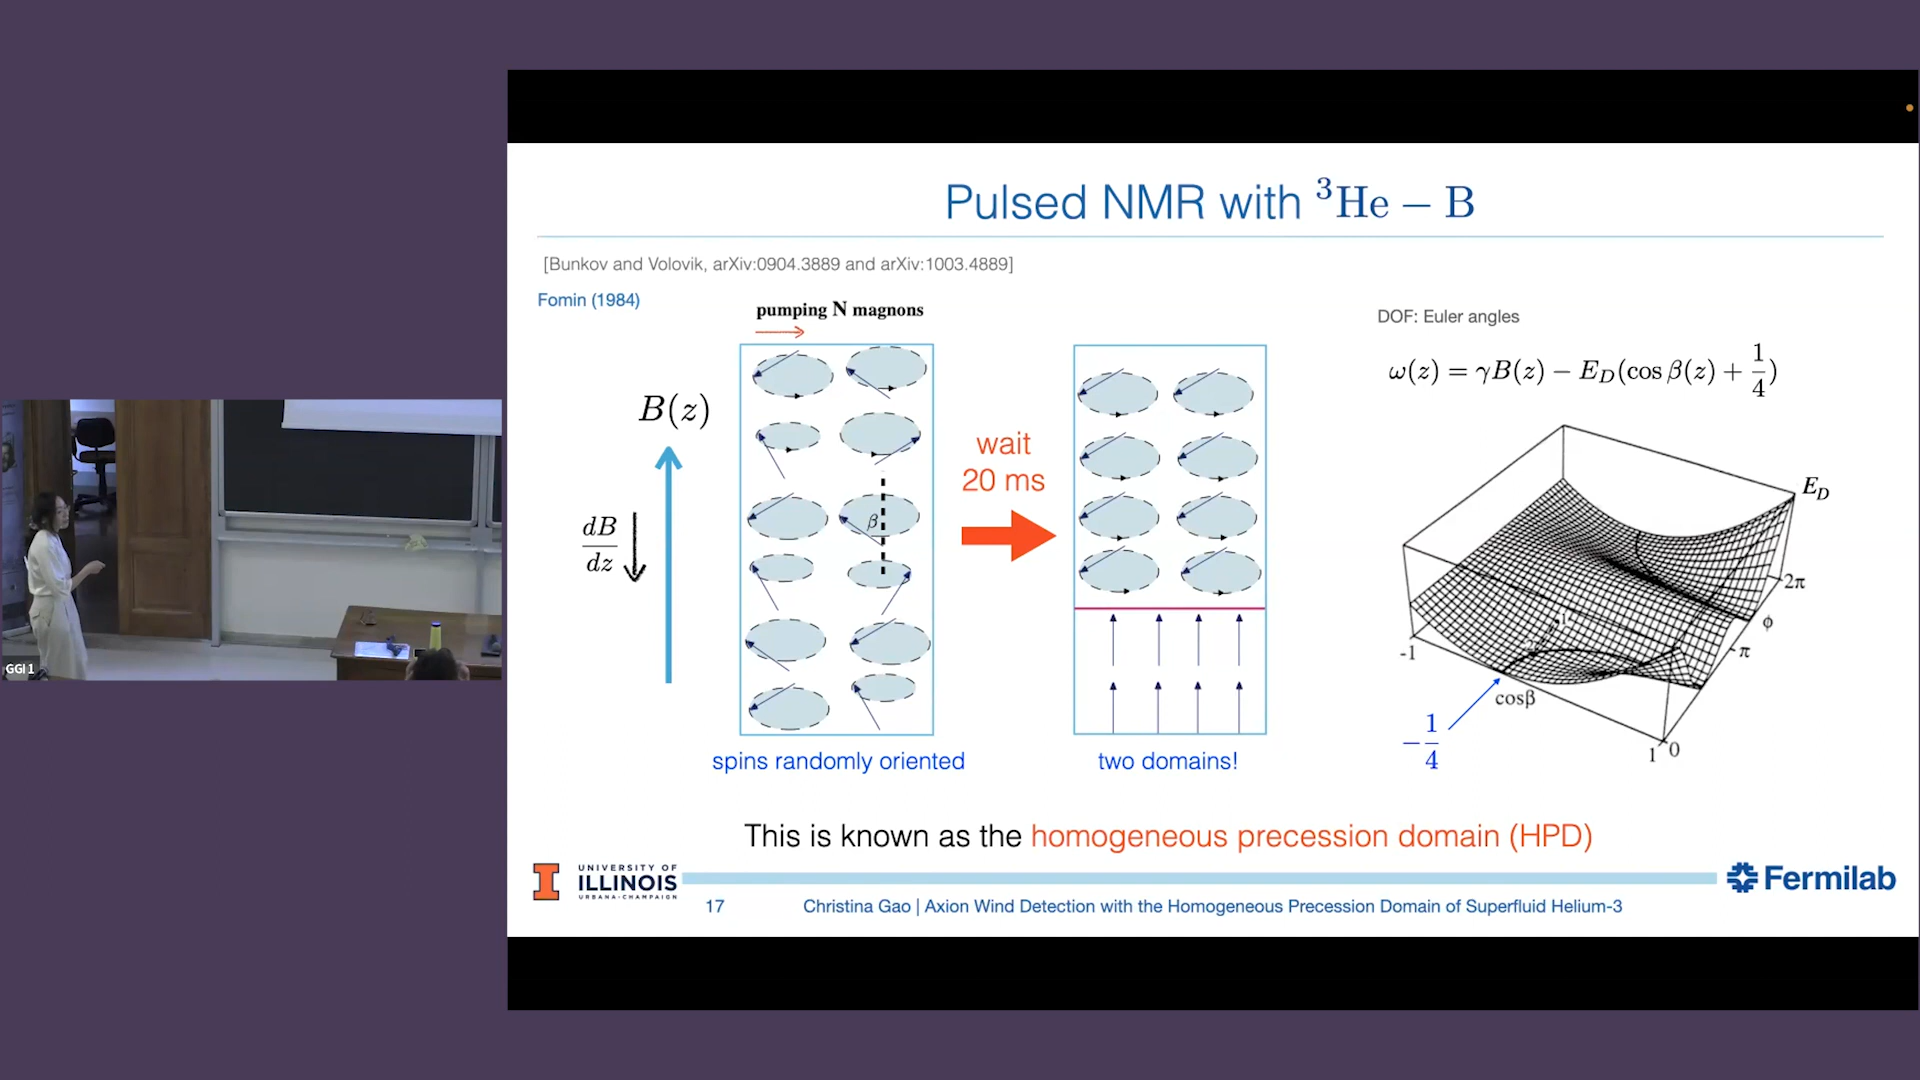 Pulsed NMR with ³He − B
[Bunkov and Volovik, arXiv:0904.3889 and arXiv:1003.4889]
Fomin (1984)
pumping N magnons
DOF: Euler angles
ω(z) = γB(z) − E_D(cos β(z) + 1/4)
B(z)
dB/dz
β
wait
20 ms
E_D
2π
ϕ
π
-1
1
cosβ
−1/4
1
0
spins randomly oriented
two domains!
This is known as the homogeneous precession domain (HPD)
UNIVERSITY OF
ILLINOIS
URBANA-CHAMPAIGN
Fermilab
17
Christina Gao | Axion Wind Detection with the Homogeneous Precession Domain of Superfluid Helium-3
GGI 1